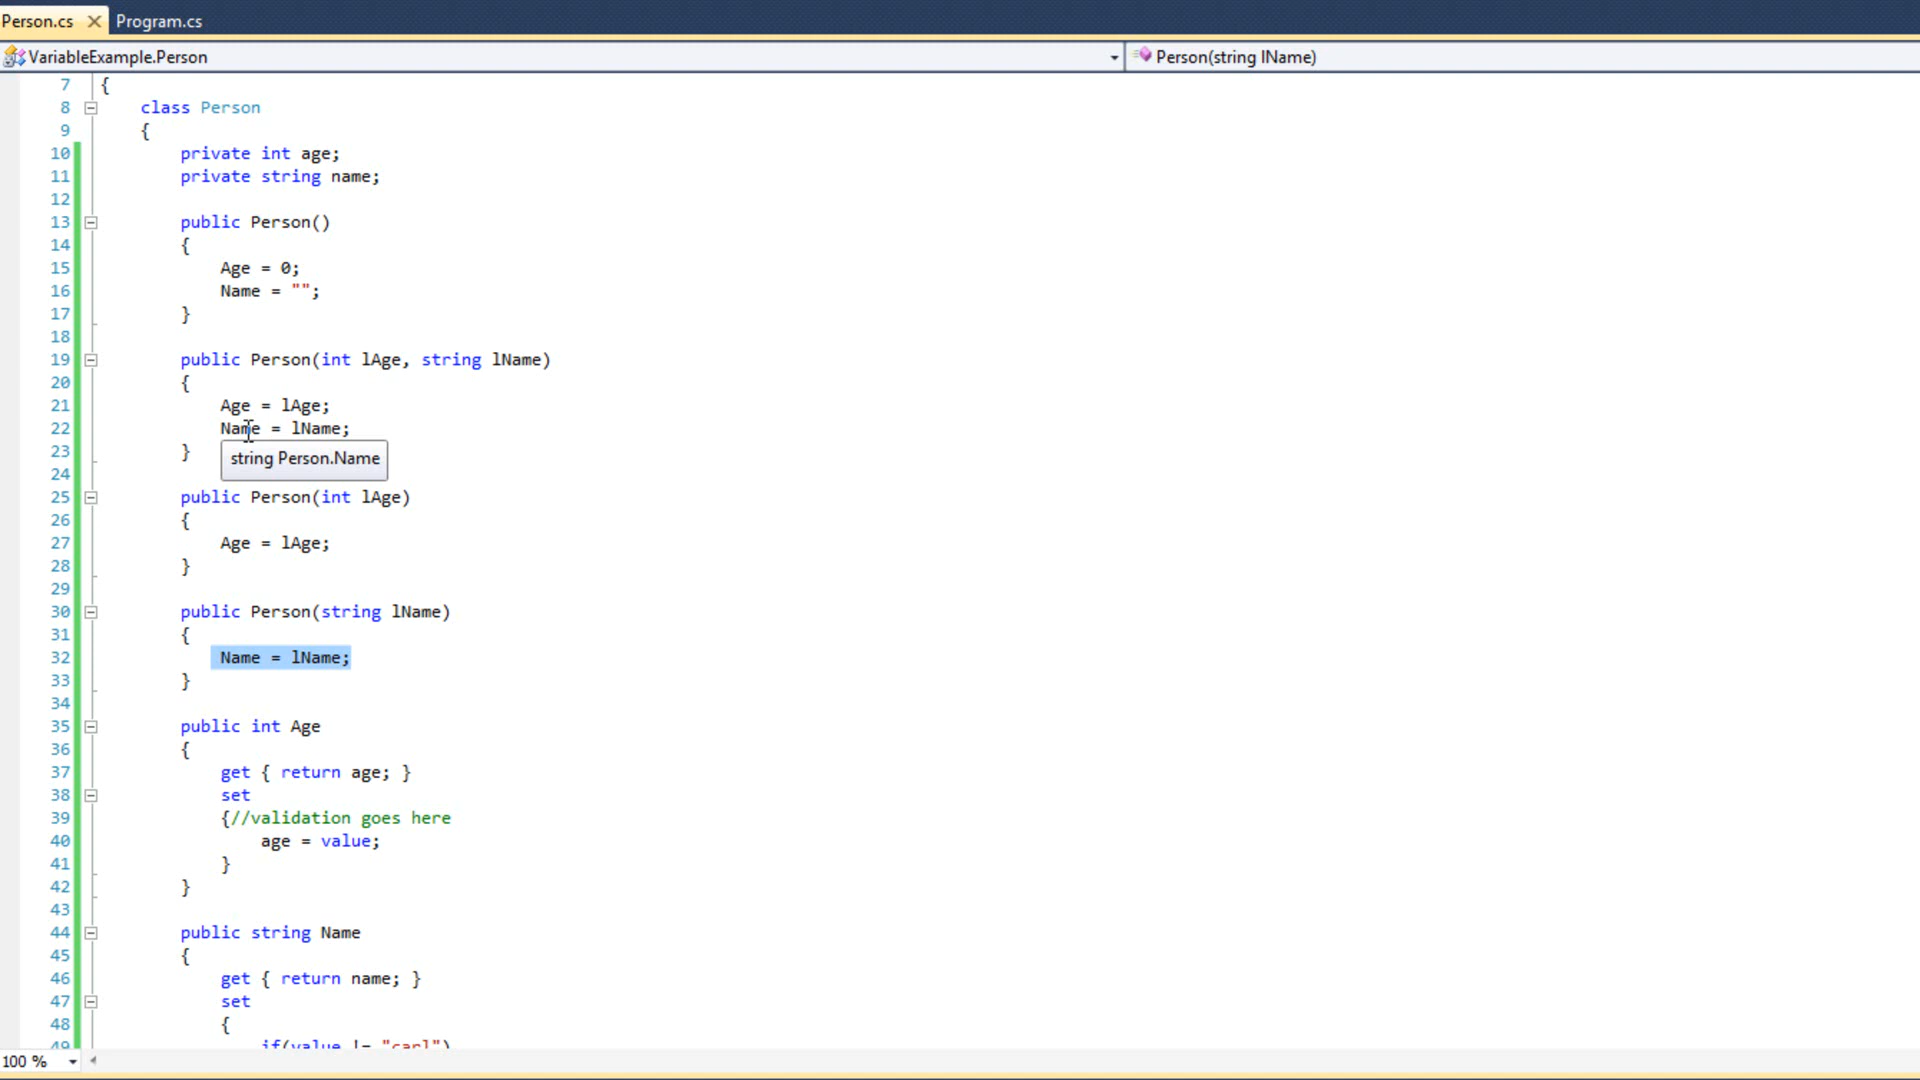 Person.cs Program.cs
VariableExample.Person Person(string lName)
7 {
8 class Person
9 {
10 private int age;
11 private string name;
12
13 public Person()
14 {
15 Age = 0;
16 Name = "";
17 }
18
19 public Person(int lAge, string lName)
20 {
21 Age = lAge;
22 Name = lName;
23 }
string Person.Name
24
25 public Person(int lAge)
26 {
27 Age = lAge;
28 }
29
30 public Person(string lName)
31 {
32 Name = lName;
33 }
34
35 public int Age
36 {
37 get { return age; }
38 set
39 {//validation goes here
40 age = value;
41 }
42 }
43
44 public string Name
45 {
46 get { return name; }
47 set
48 {
49 if(value != "carl")
100 %